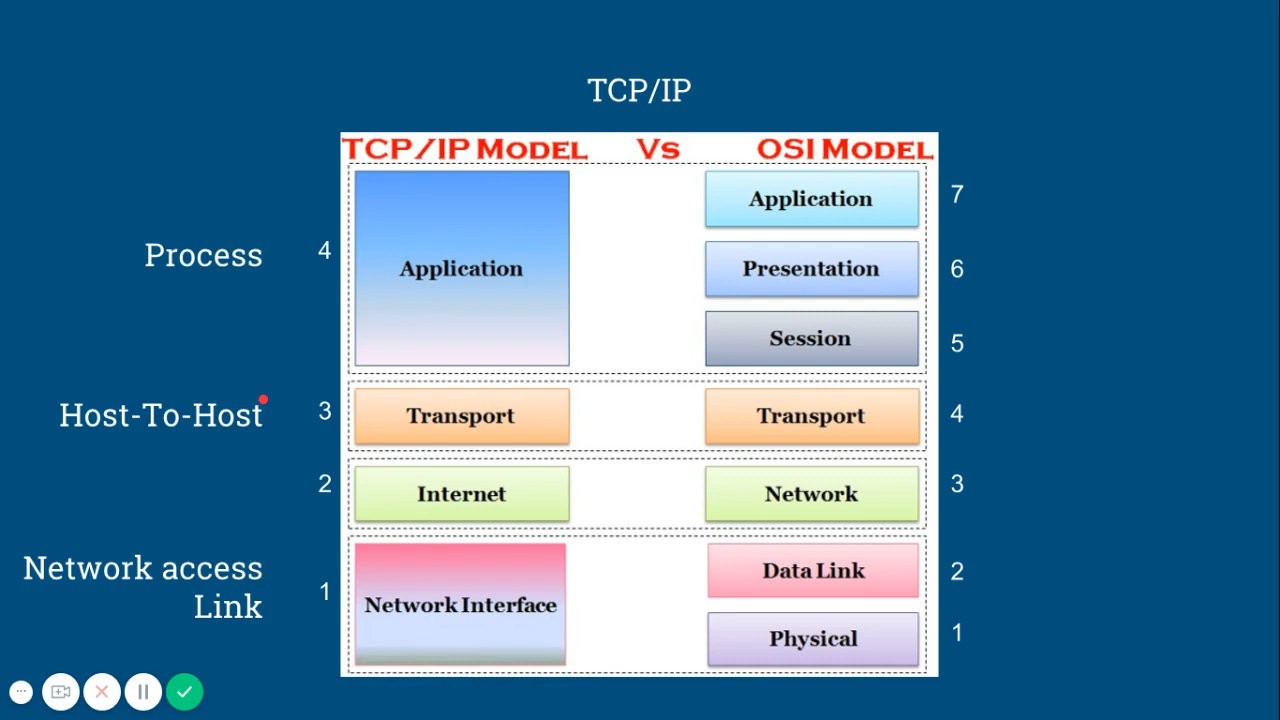 TCP/IP
TCP/IP MODEL Vs OSI MODEL
Application 7
Process 4 Application Presentation 6
Session 5
Host-To-Host 3 Transport Transport 4
2 Internet Network 3
Network access
Link
1 Network Interface
Data Link 2
Physical 1